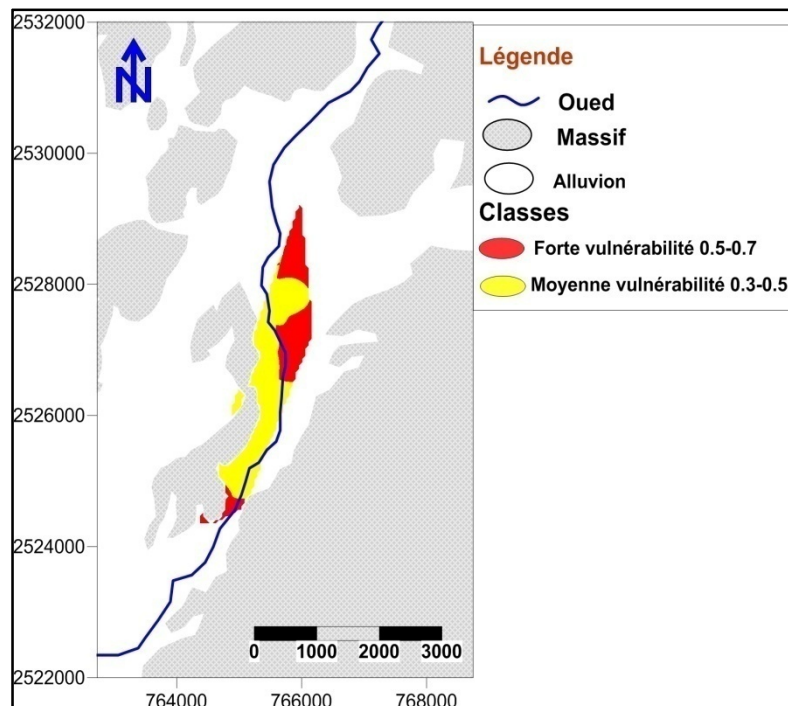 2532000
2530000
2528000
2526000
2524000
2522000
764000
766000
768000
N
0 1000 2000 3000
Légende
Oued
Massif
Alluvion
Classes
Forte vulnérabilité 0.5-0.7
Moyenne vulnérabilité 0.3-0.5